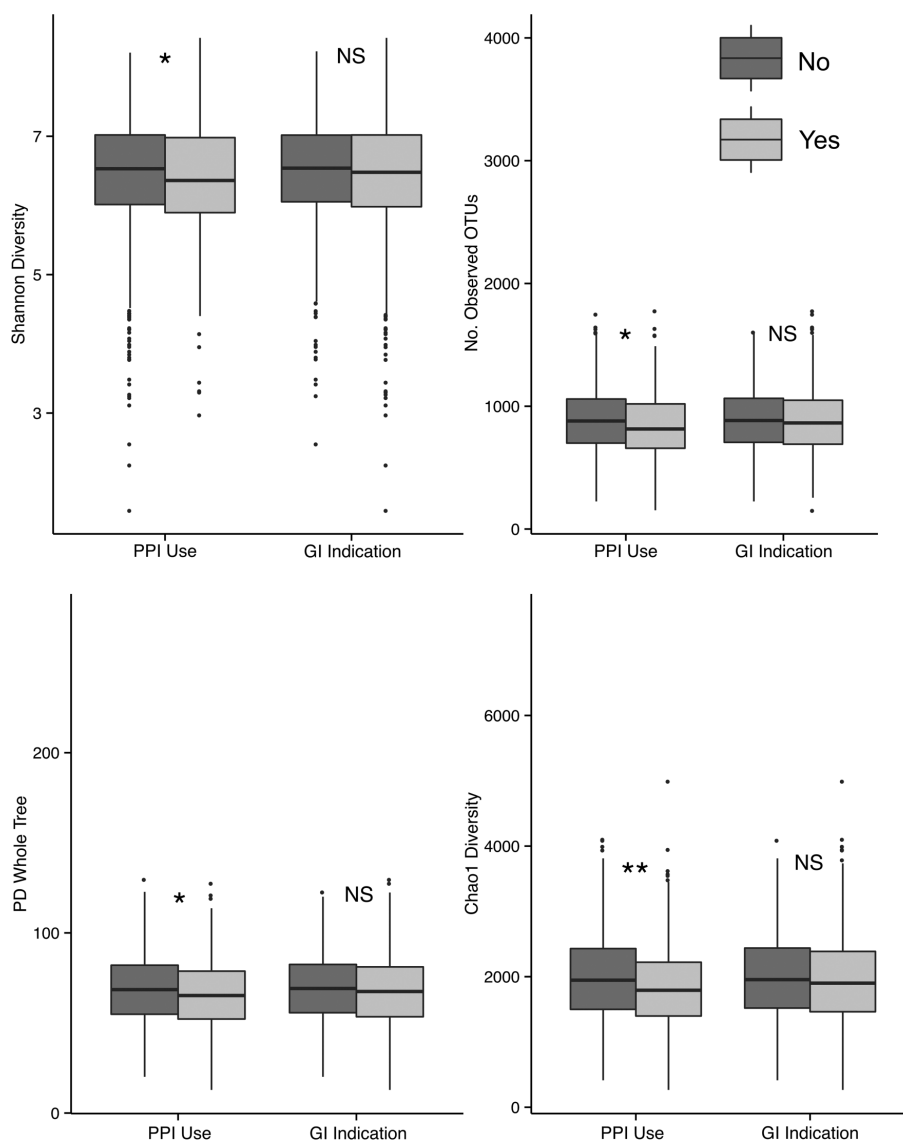 *
NS
7
5
3
Shannon Diversity
PPI Use
GI Indication
4000
3000
2000
1000
0
No. Observed OTUs
No
Yes
*
NS
PPI Use
GI Indication
200
100
0
PD Whole Tree
*
NS
PPI Use
GI Indication
6000
4000
2000
0
Chao1 Diversity
**
NS
PPI Use
GI Indication